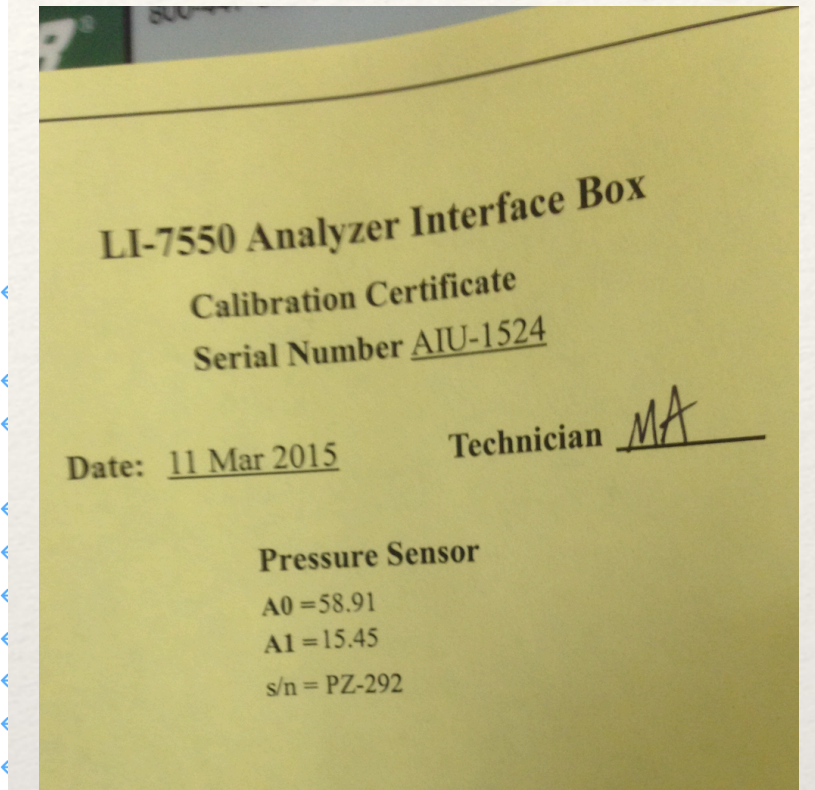 LI-7550 Analyzer Interface Box
Calibration Certificate
Serial Number AIU-1524
Date: 11 Mar 2015 Technician MA
Pressure Sensor
A0 =58.91
A1 =15.45
s/n = PZ-292